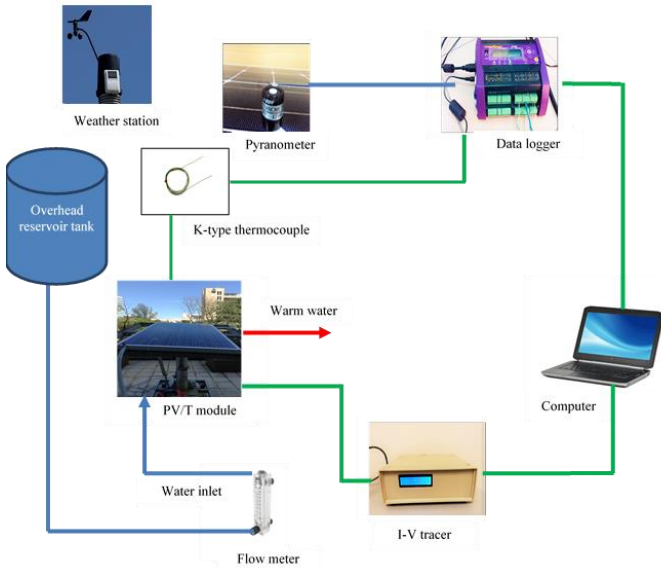 Weather station
Pyranometer
Data logger
Overhead
reservoir tank
K-type thermocouple
Warm water
PV/T module
Computer
Water inlet
I-V tracer
Flow meter